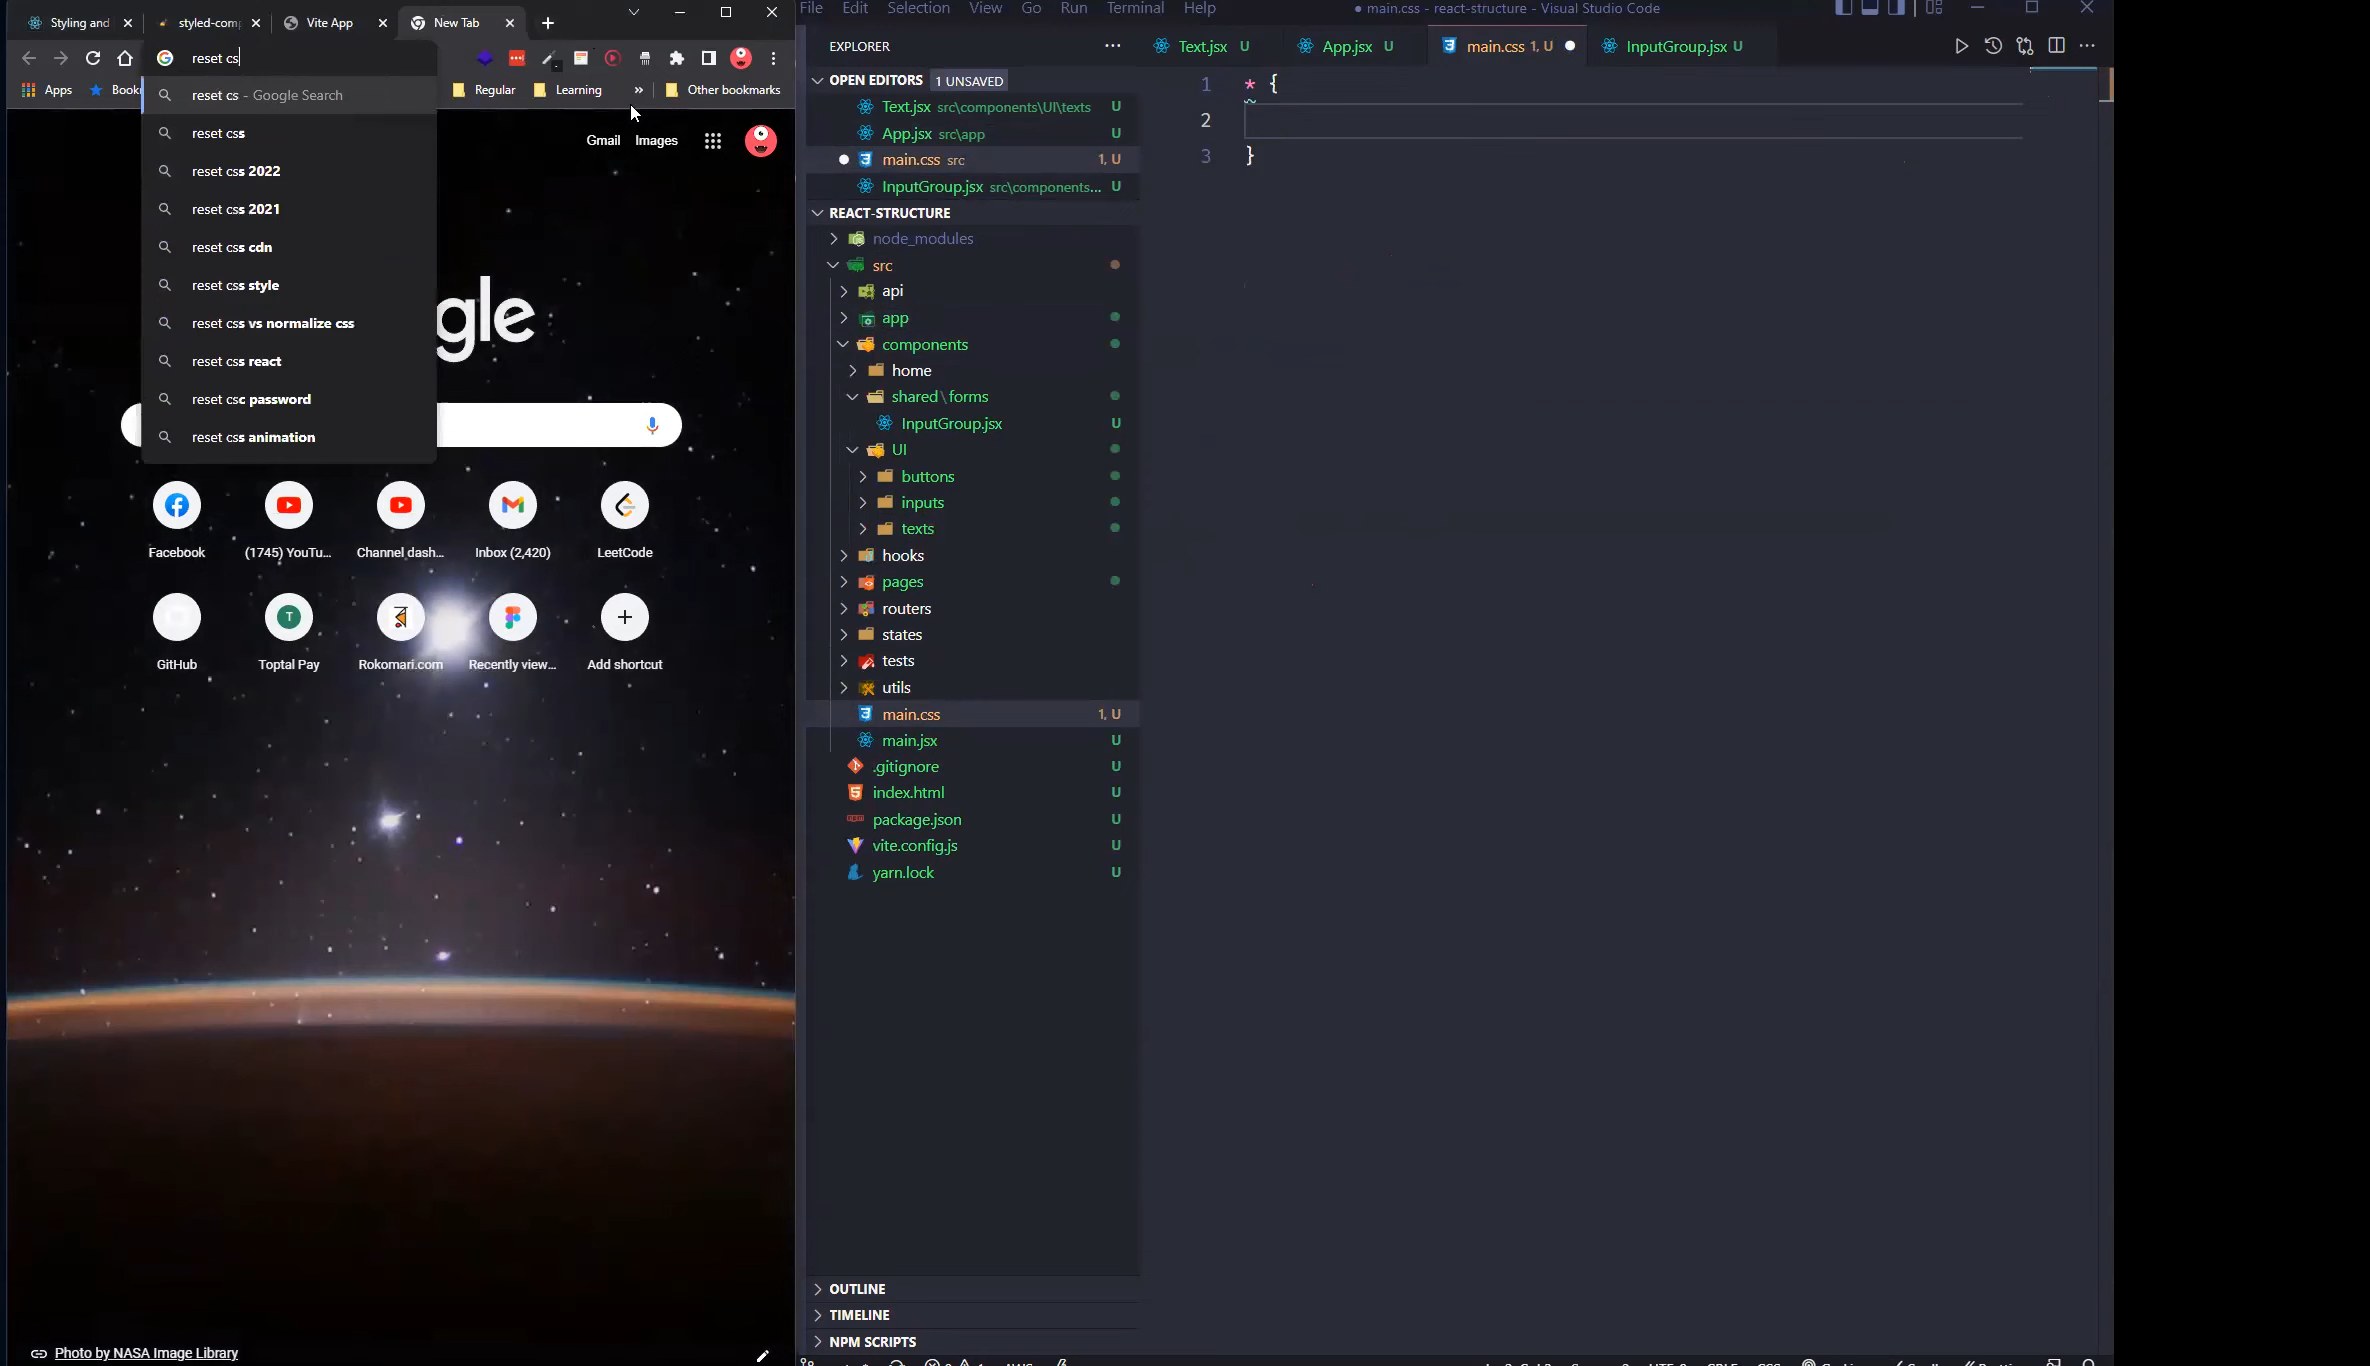 Styling and
styled-comp
Vite App
New Tab
reset cs
Apps
Bookr
Regular
Learning
Other bookmarks
reset cs - Google Search
reset css
reset css 2022
reset css 2021
reset css cdn
reset css style
reset css vs normalize css
reset css react
reset csc password
reset css animation
Gmail
Images
gle
Facebook
(1745) YouTu...
Channel dash...
Inbox (2,420)
LeetCode
GitHub
T
Toptal Pay
Rokomari.com
Recently view...
Add shortcut
Photo by NASA Image Library
File Edit Selection View Go Run Terminal Help
● main.css - react-structure - Visual Studio Code
EXPLORER
Text.jsx U
App.jsx U
main.css 1, U
InputGroup.jsx U
OPEN EDITORS 1 UNSAVED
Text.jsx src\components\UI\texts U
App.jsx src\app U
main.css src 1, U
InputGroup.jsx src\components... U
REACT-STRUCTURE
node_modules
src
api
app
components
home
shared\forms
InputGroup.jsx U
UI
buttons
inputs
texts
hooks
pages
routers
states
tests
utils
main.css 1, U
main.jsx U
.gitignore U
index.html U
package.json U
vite.config.js U
yarn.lock U
OUTLINE
TIMELINE
NPM SCRIPTS
1 * {
2
3 }